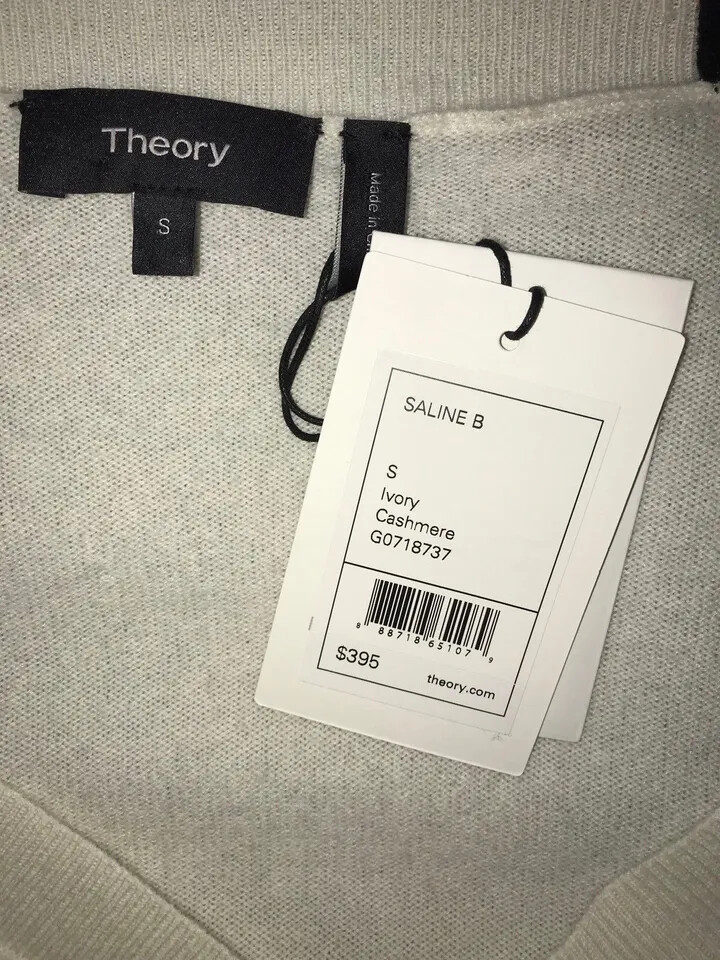 Theory
S
Made in
SALINE B
S
Ivory
Cashmere
G0718737
8 88718 65107 9
$395
theory.com